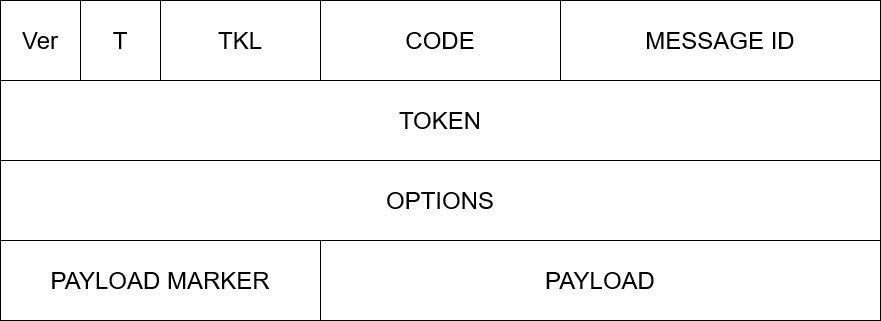 Ver T TKL CODE MESSAGE ID
TOKEN
OPTIONS
PAYLOAD MARKER PAYLOAD